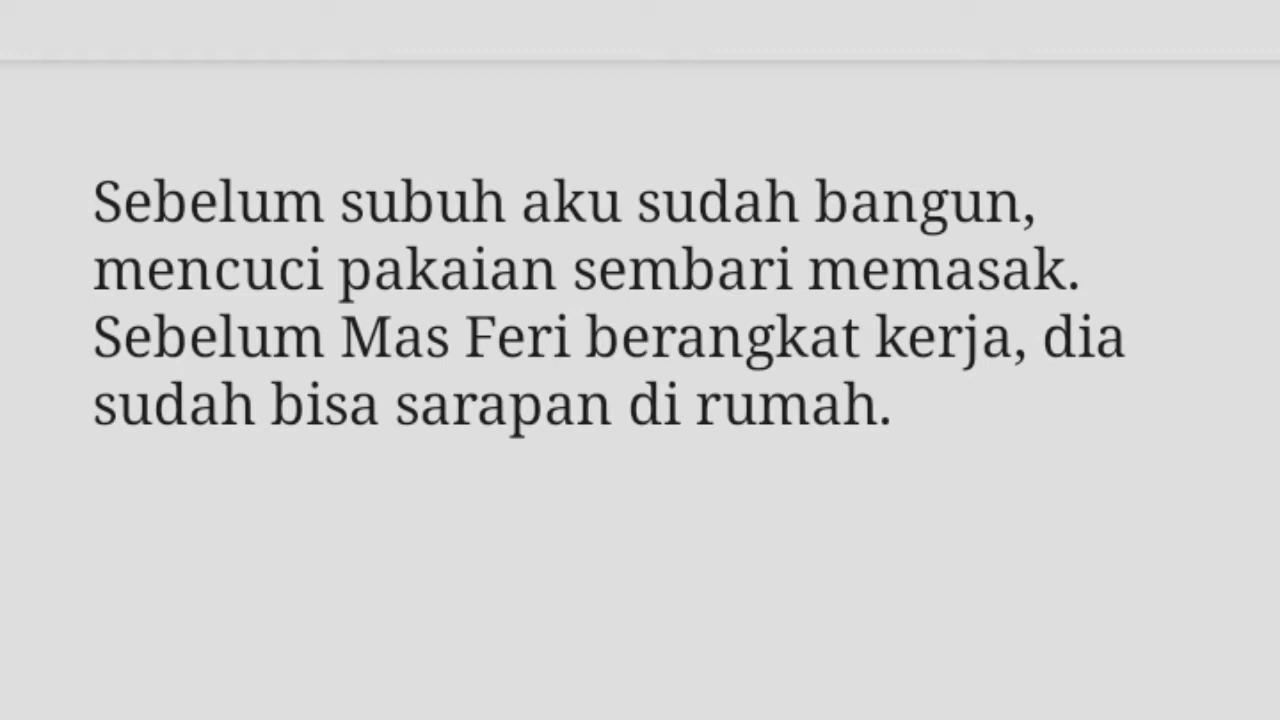 Sebelum subuh aku sudah bangun,
mencuci pakaian sembari memasak.
Sebelum Mas Feri berangkat kerja, dia
sudah bisa sarapan di rumah.